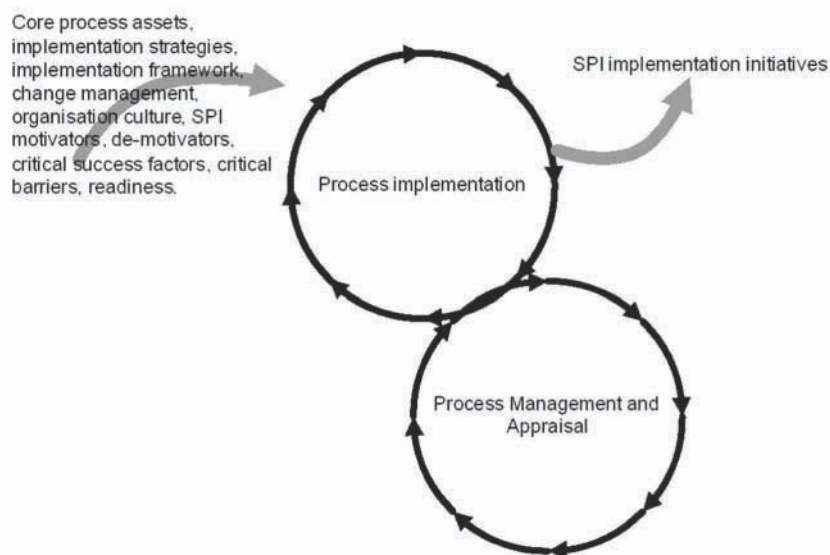 Core process assets,
implementation strategies,
implementation framework,
change management,
organisation culture, SPI
motivators, de-motivators,
critical success factors, critical
barriers, readiness.
SPI implementation initiatives
Process implementation
Process Management and
Appraisal